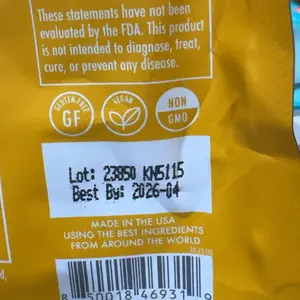 These statements have not been
evaluated by the FDA. This product
is not intended to diagnose, treat,
cure, or prevent any disease.
GLUTEN FREE
GF
VEGAN
NON
GMO
Lot: 23850 KN5115
Best By: 2026-04
MADE IN THE USA
USING THE BEST INGREDIENTS
FROM AROUND THE WORLD
8 50018 46931 9